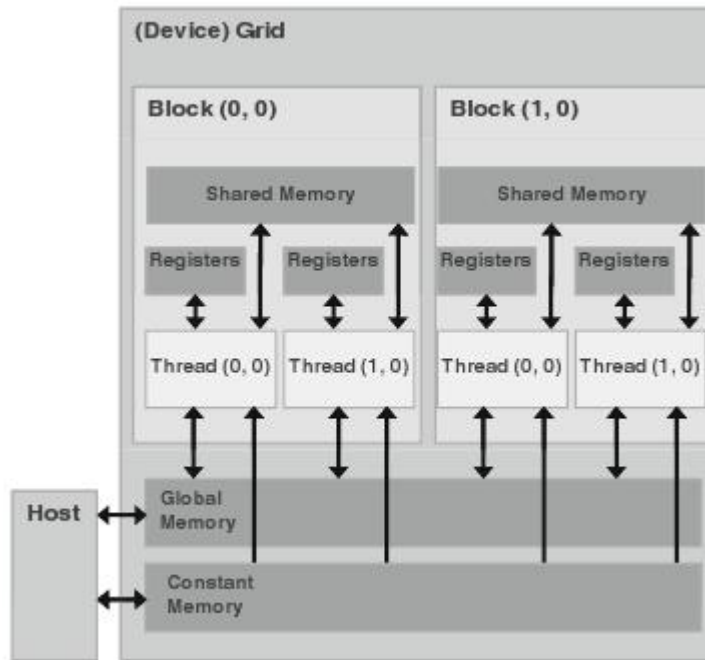 (Device) Grid
Block (0, 0)
Block (1, 0)
Shared Memory
Shared Memory
Registers
Registers
Registers
Registers
Thread (0, 0)
Thread (1, 0)
Thread (0, 0)
Thread (1, 0)
Host
Global
Memory
Constant
Memory